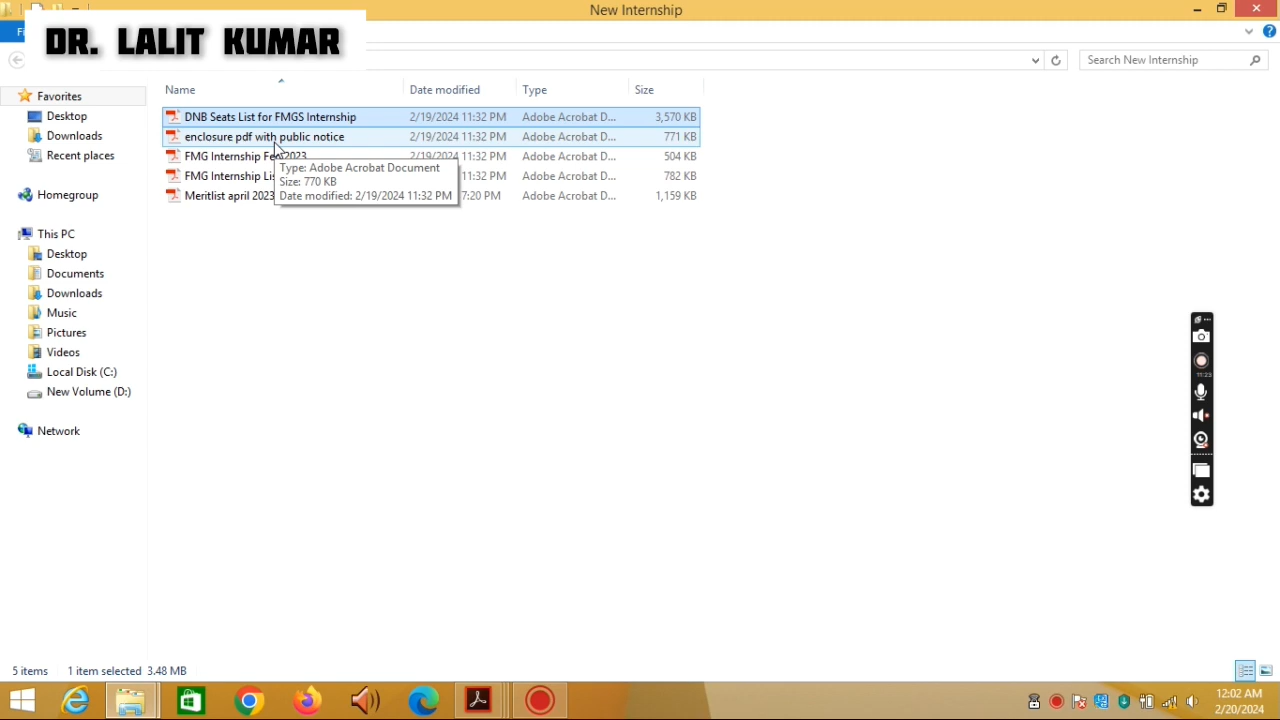 New Internship
DR. LALIT KUMAR
Search New Internship
Name
Date modified
Type
Size
Favorites
Desktop
Downloads
Recent places
Homegroup
This PC
Desktop
Documents
Downloads
Music
Pictures
Videos
Local Disk (C:)
New Volume (D:)
Network
DNB Seats List for FMGS Internship 2/19/2024 11:32 PM Adobe Acrobat D... 3,570 KB
enclosure pdf with public notice 2/19/2024 11:32 PM Adobe Acrobat D... 771 KB
FMG Internship 2023 2/19/2024 11:32 PM Adobe Acrobat D... 504 KB
FMG Internship Adobe Acrobat D... 782 KB
Meritlist april 2023 7:20 PM Adobe Acrobat D... 1,159 KB
Type: Adobe Acrobat Document
Size: 770 KB
Date modified: 2/19/2024 11:32 PM
11:23
5 items 1 item selected 3.48 MB
12:02 AM
2/20/2024